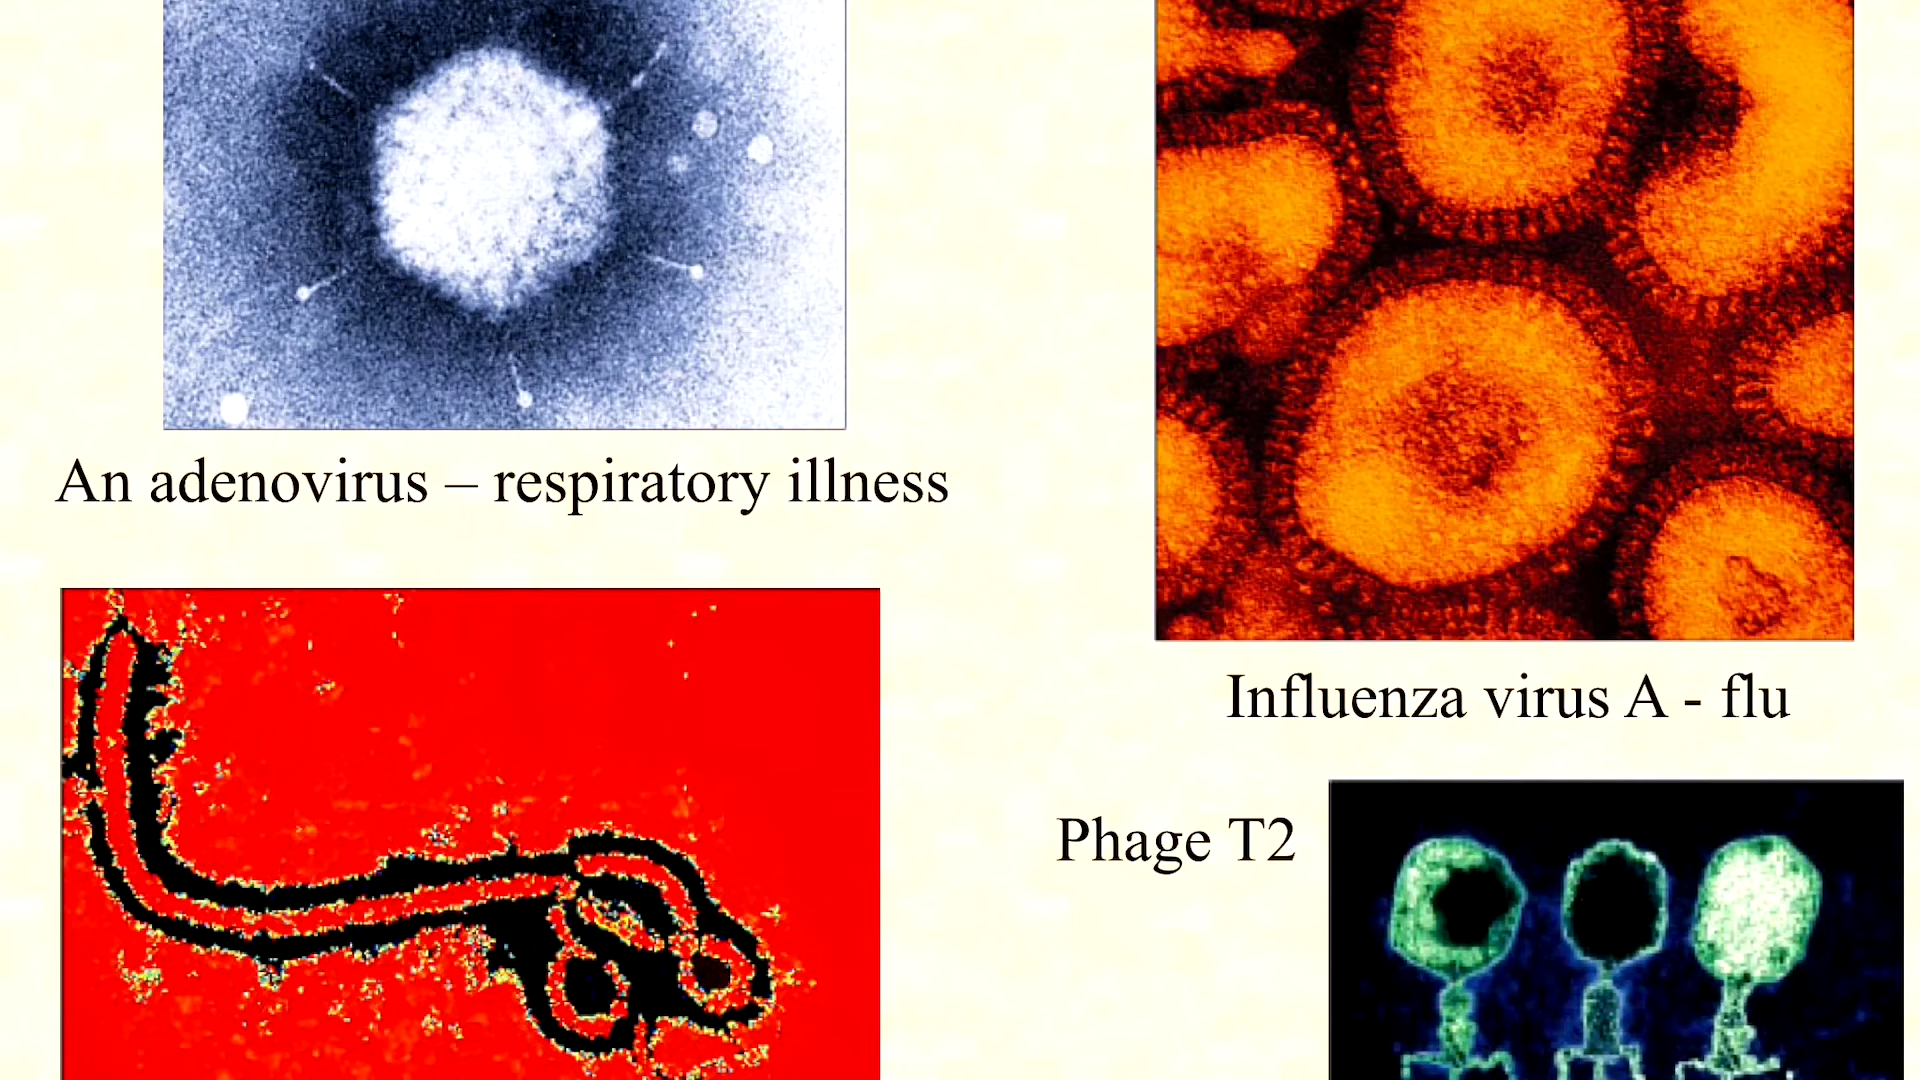 An adenovirus – respiratory illness
Influenza virus A - flu
Phage T2